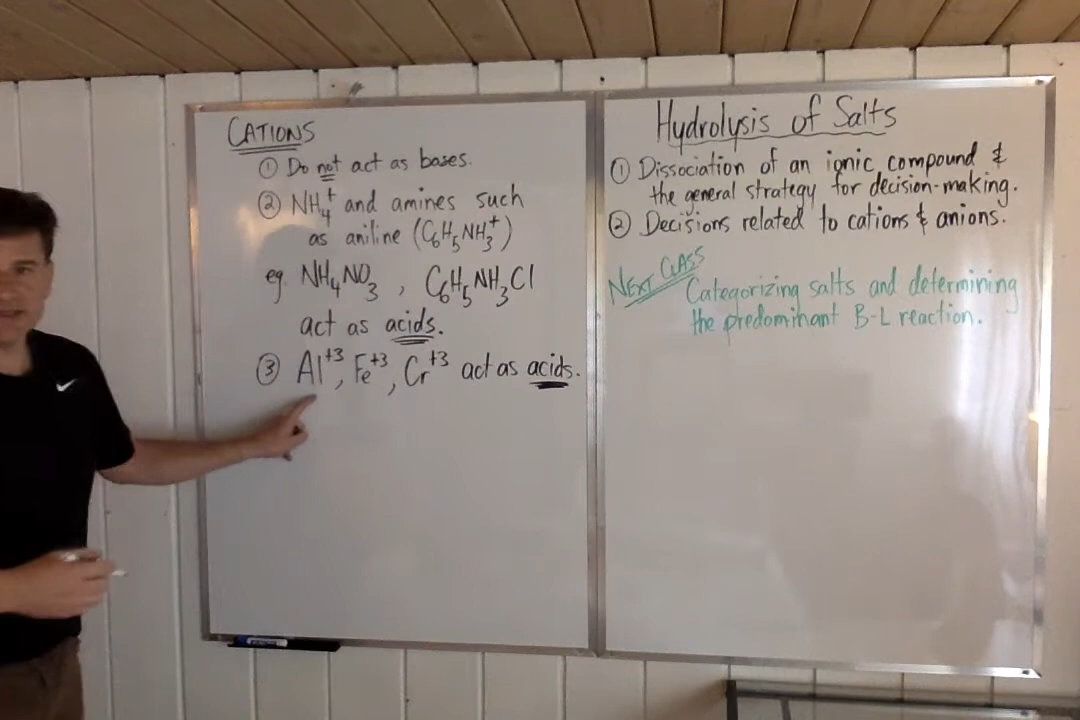 CATIONS
① Do not act as bases.
② NH₄⁺ and amines such
as aniline (C₆H₅NH₃⁺)
eg. NH₄NO₃, C₆H₅NH₃Cl
act as acids.
③ Al⁺³, Fe⁺³, Cr⁺³ act as acids.
Hydrolysis of Salts
① Dissociation of an ionic compound &
the general strategy for decision-making.
② Decisions related to cations & anions.
NEXT CLASS
Categorizing salts and determining
the predominant B-L reaction.